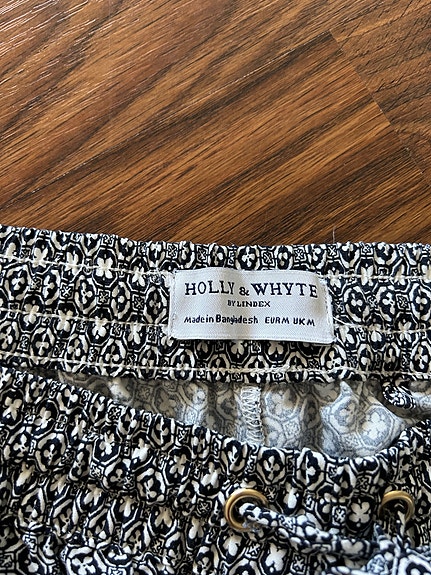 HOLLY & WHYTE
BY LINDEX
Made in Bangladesh EUR M UK M